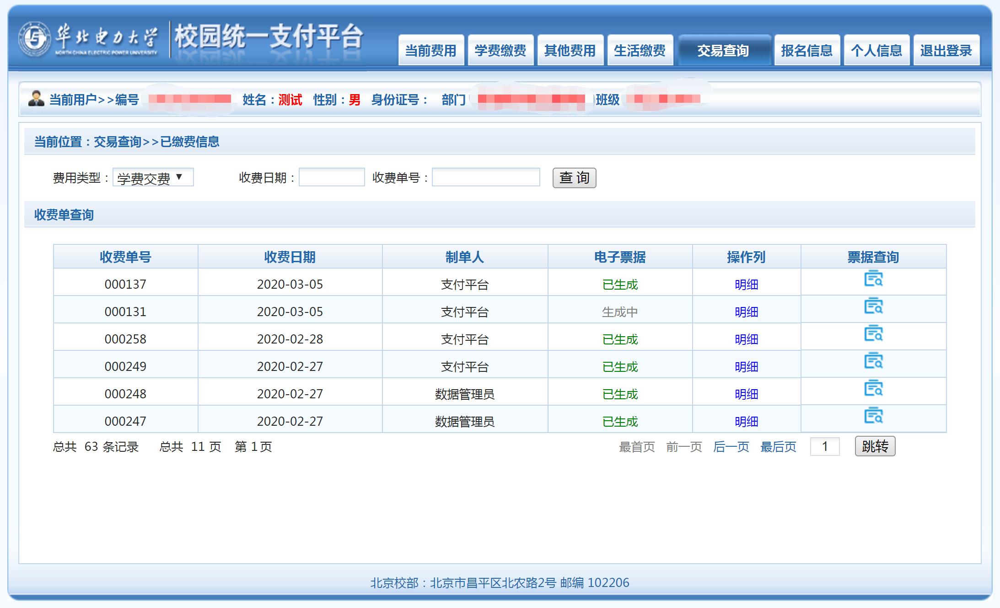 华北电力大学 校园统一支付平台
NORTH CHINA ELECTRIC POWER UNIVERSITY
当前费用 学费缴费 其他费用 生活缴费 交易查询 报名信息 个人信息 退出登录
当前用户>>编号 姓名：测试 性别：男 身份证号： 部门 班级
当前位置：交易查询>>已缴费信息
费用类型：学费交费 ▼ 收费日期： 收费单号： 查 询
收费单查询
收费单号 收费日期 制单人 电子票据 操作列 票据查询
000137 2020-03-05 支付平台 已生成 明细
000131 2020-03-05 支付平台 生成中 明细
000258 2020-02-28 支付平台 已生成 明细
000249 2020-02-27 支付平台 已生成 明细
000248 2020-02-27 数据管理员 已生成 明细
000247 2020-02-27 数据管理员 已生成 明细
总共 63 条记录 总共 11 页 第 1页 最首页 前一页 后一页 最后页 1 跳转
北京校部：北京市昌平区北农路2号 邮编 102206